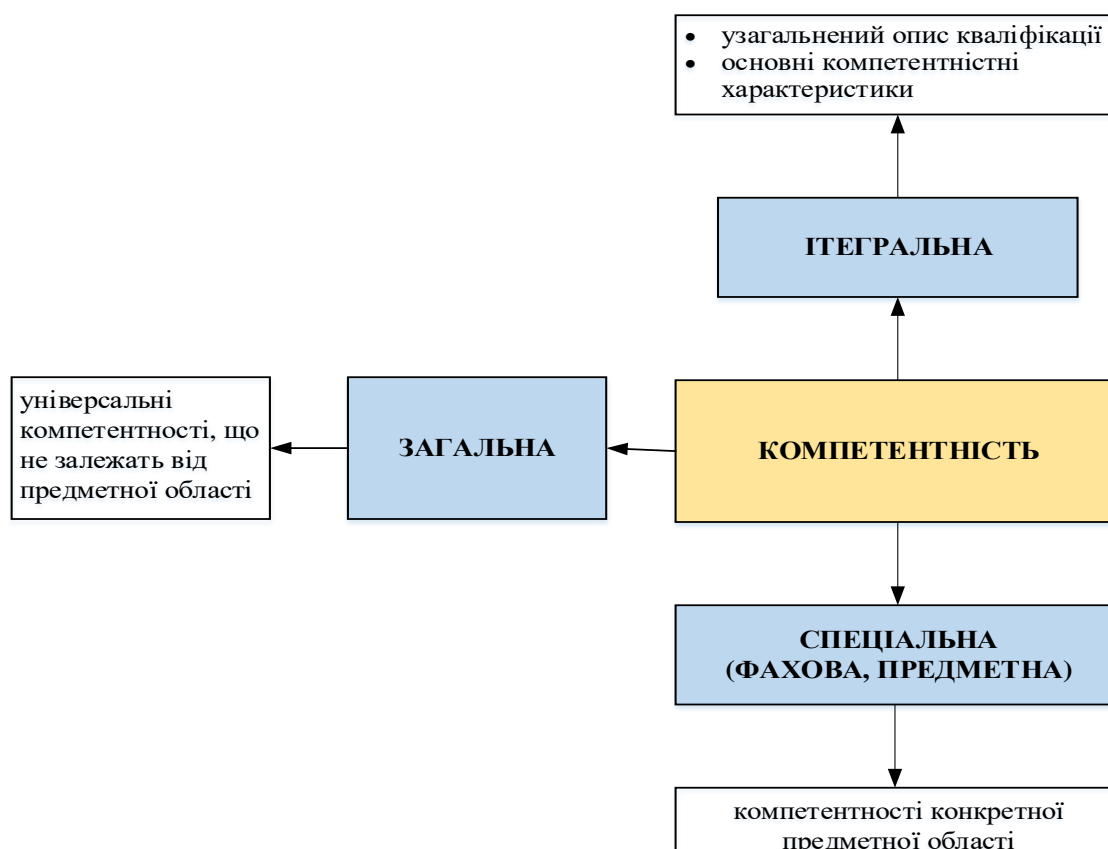 • узагальнений опис кваліфікації
• основні компетентністні
характеристики
ІТЕГРАЛЬНА
універсальні
компетентності, що
не залежать від
предметної області
ЗАГАЛЬНА
КОМПЕТЕНТНІСТЬ
СПЕЦІАЛЬНА
(ФАХОВА, ПРЕДМЕТНА)
компетентності конкретної
предметної області